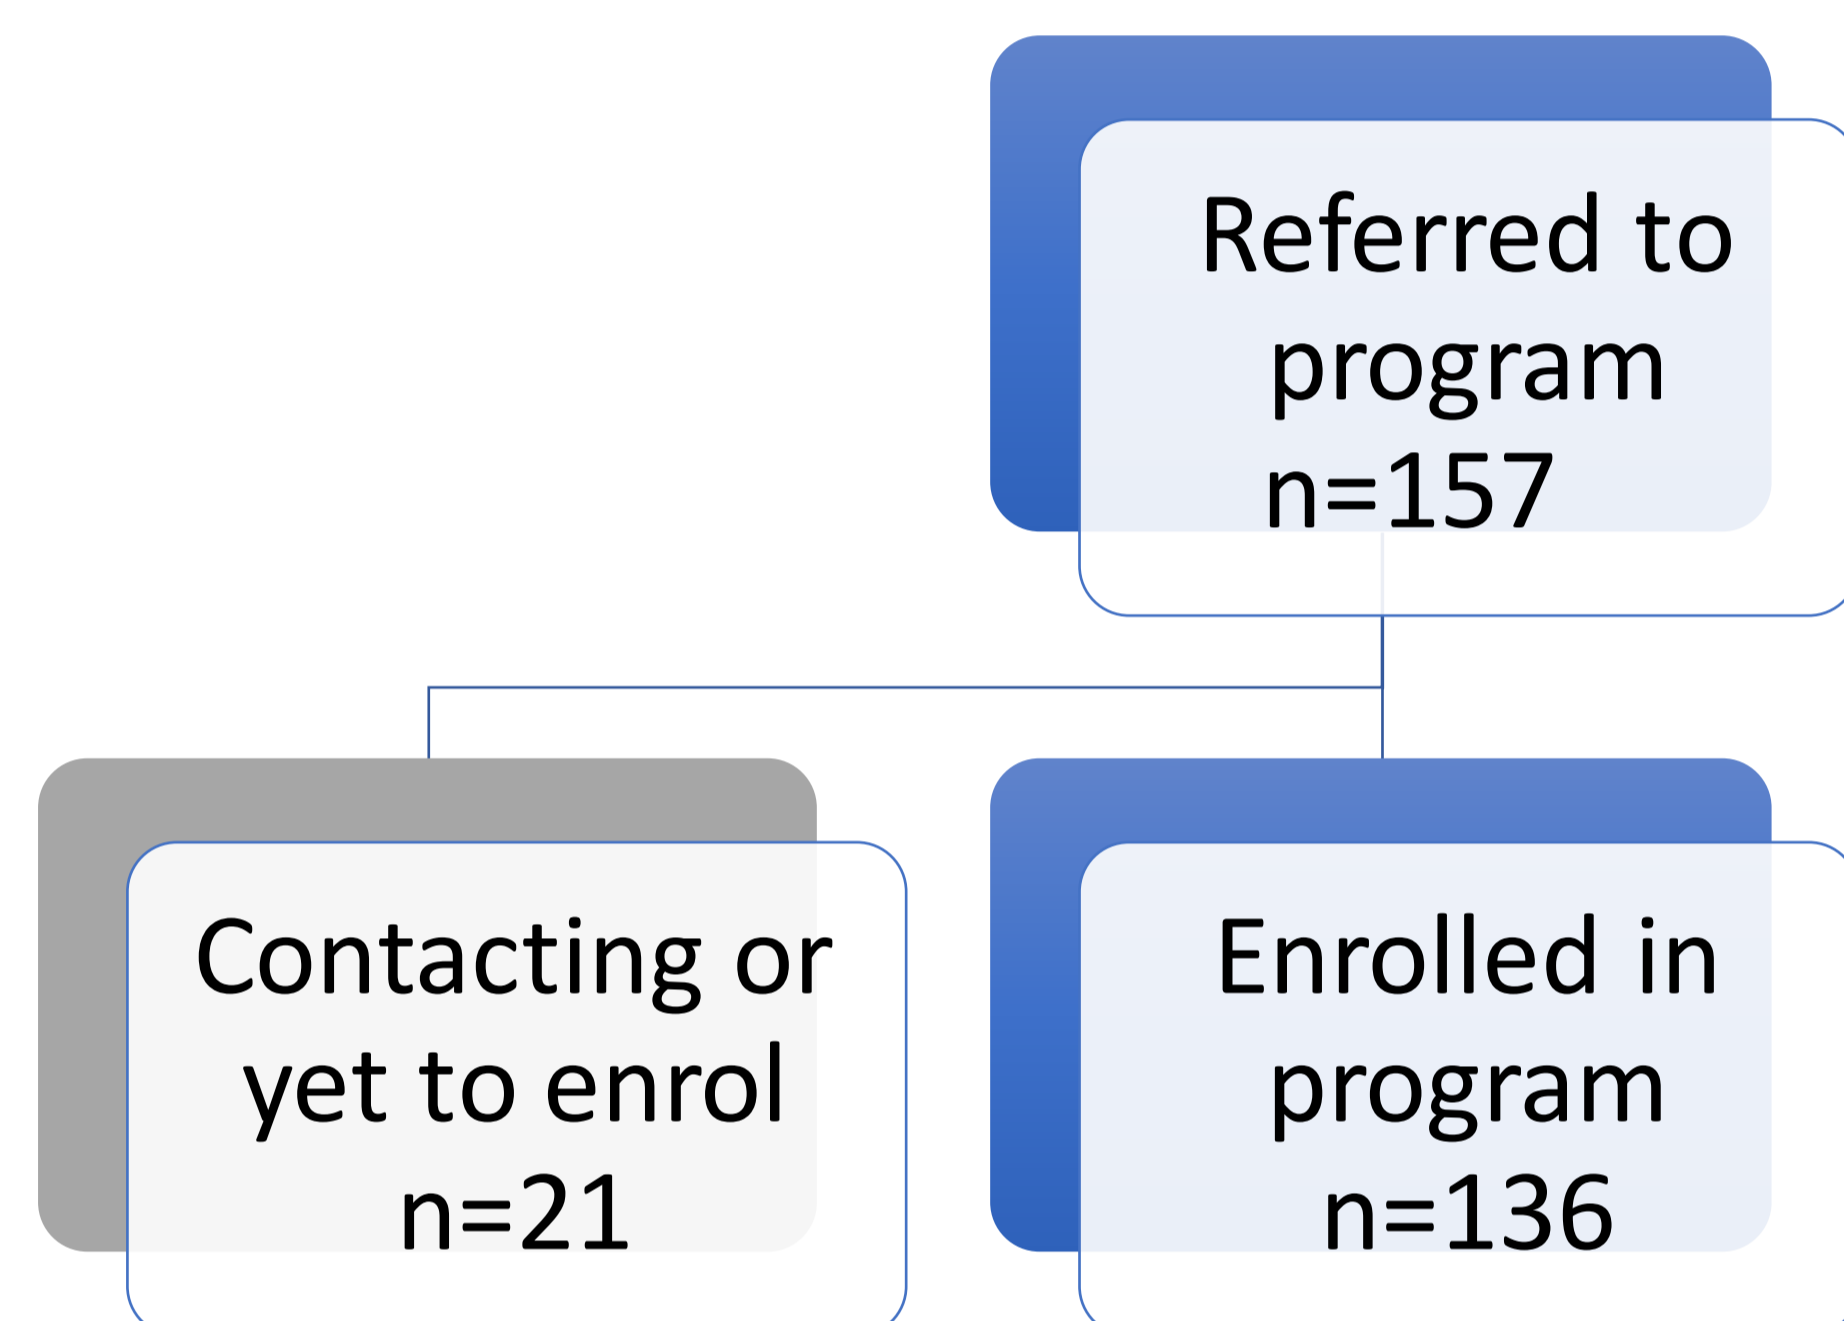 Referred to
program
n=157
Contacting or
yet to enrol
n=21
Enrolled in
program
n=136